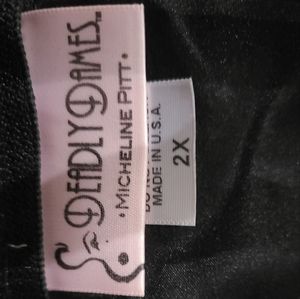 DEADLY DAMES
• MICHELINE PITT •
MADE IN U.S.A.
2X